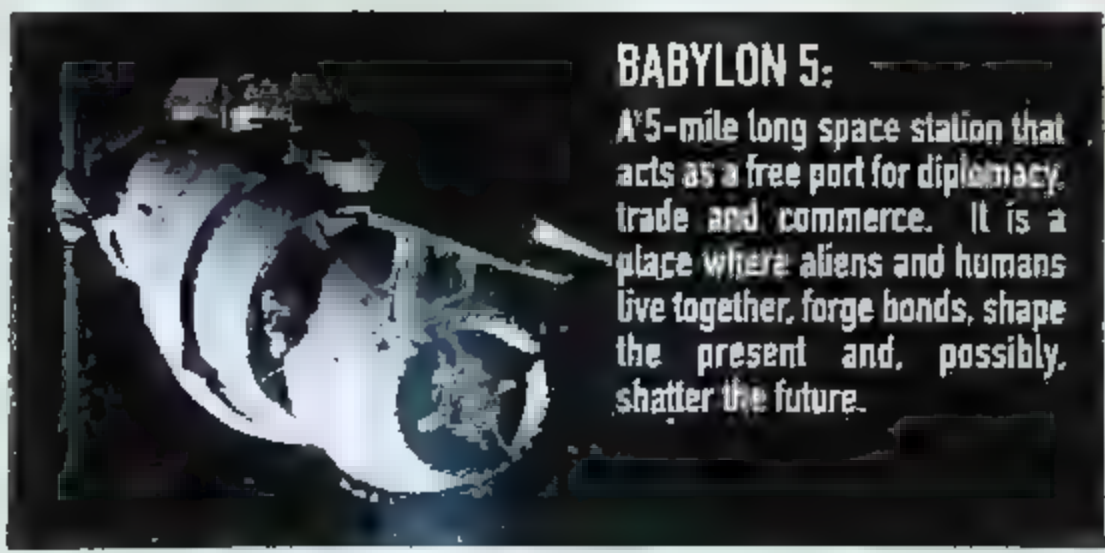 BABYLON 5:
A 5-mile long space station that
acts as a free port for diplomacy,
trade and commerce. It is a
place where aliens and humans
live together, forge bonds, shape
the present and, possibly,
shatter the future.